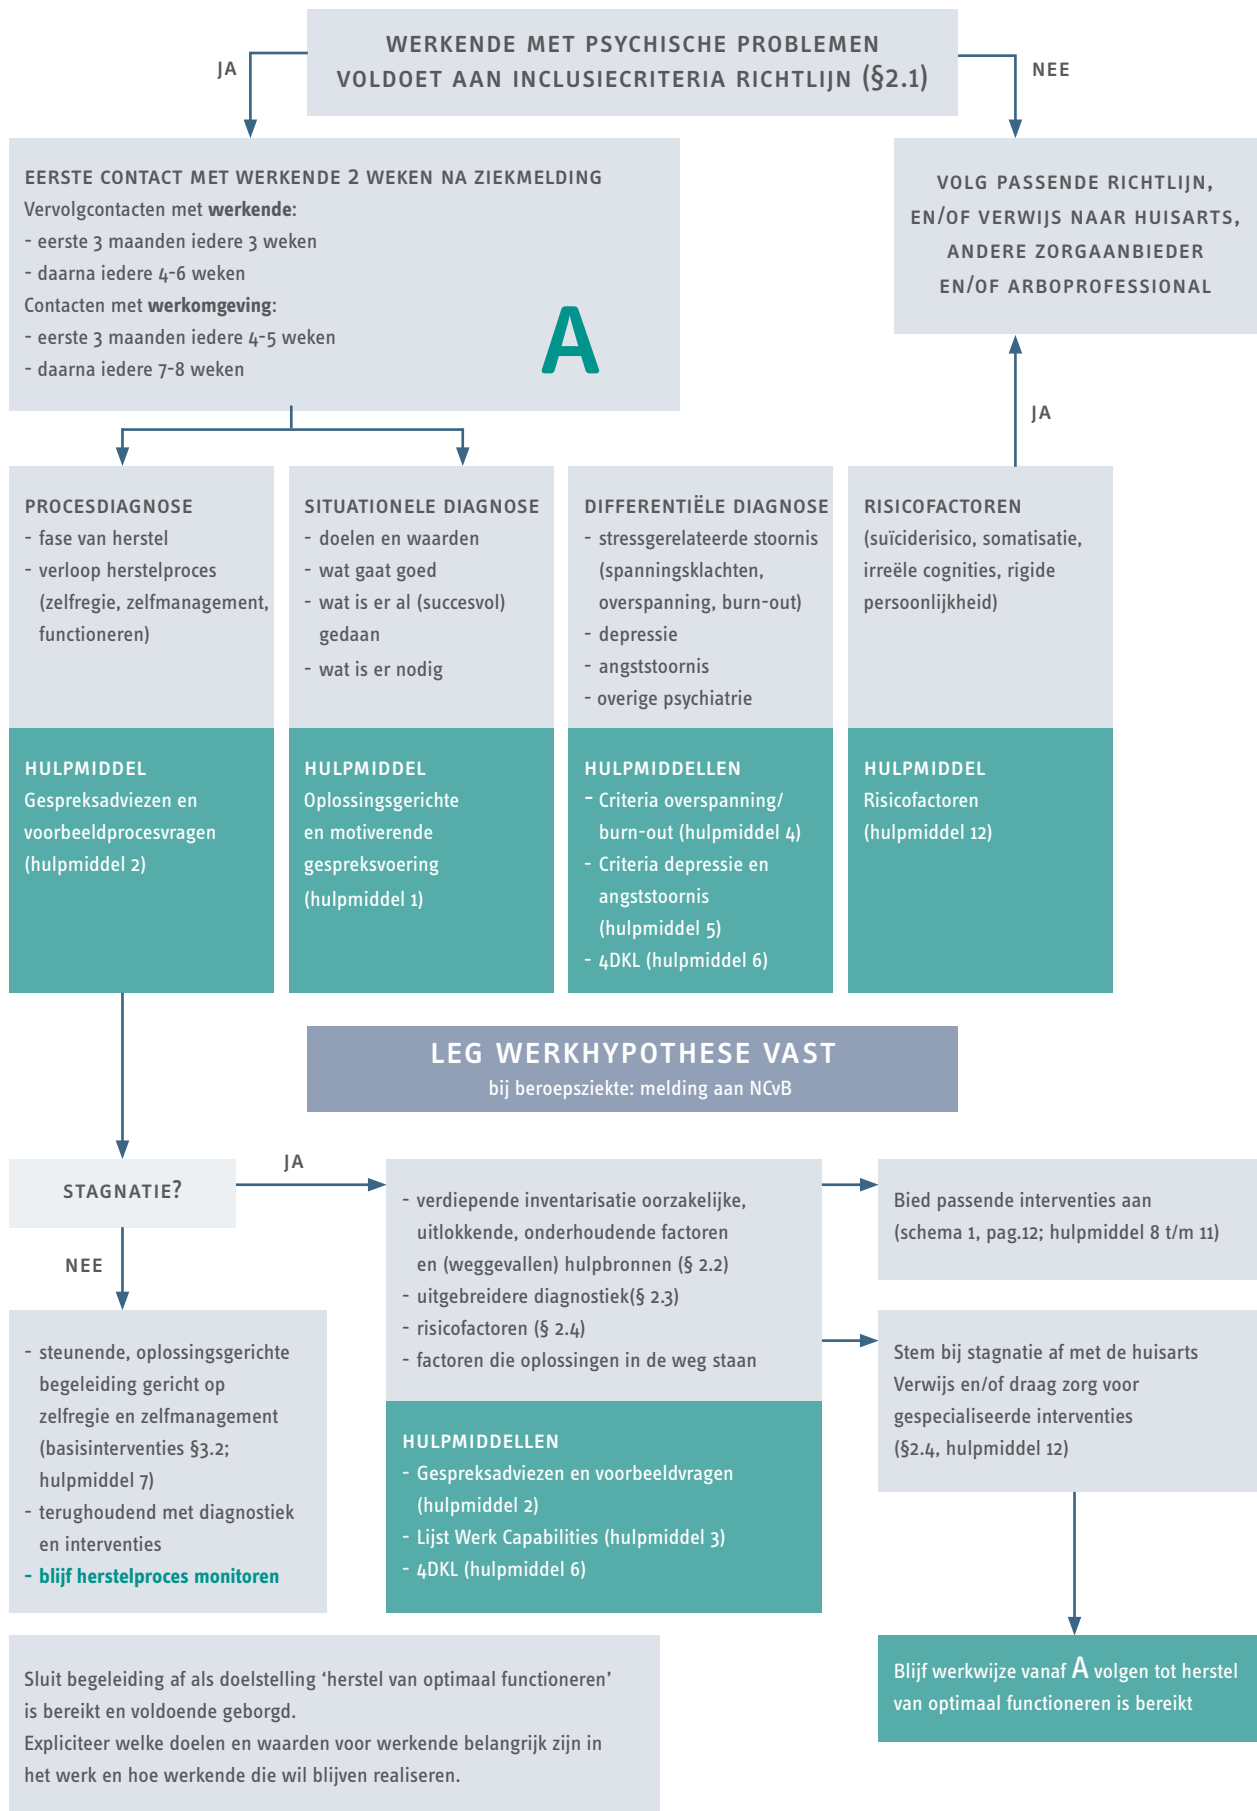 WERKENDE MET PSYCHISCHE PROBLEMEN
VOLDOET AAN INCLUSIECRITERIA RICHTLIJN (§2.1)
JA
NEE
EERSTE CONTACT MET WERKENDE 2 WEKEN NA ZIEKMELDING
Vervolgcontacten met werkende:
- eerste 3 maanden iedere 3 weken
- daarna iedere 4-6 weken
Contacten met werkomgeving:
- eerste 3 maanden iedere 4-5 weken
- daarna iedere 7-8 weken
A
VOLG PASSENDE RICHTLIJN,
EN/OF VERWIJS NAAR HUISARTS,
ANDERE ZORGAANBIEDER
EN/OF ARBOPROFESSIONAL
JA
PROCESDIAGNOSE
- fase van herstel
- verloop herstelproces
(zelfregie, zelfmanagement,
functioneren)
HULPMIDDEL
Gespreksadviezen en
voorbeeldprocesvragen
(hulpmiddel 2)
SITUATIONELE DIAGNOSE
- doelen en waarden
- wat gaat goed
- wat is er al (succesvol)
gedaan
- wat is er nodig
HULPMIDDEL
Oplossingsgerichte
en motiverende
gespreksvoering
(hulpmiddel 1)
DIFFERENTIËLE DIAGNOSE
- stressgerelateerde stoornis
(spanningsklachten,
overspanning, burn-out)
- depressie
- angststoornis
- overige psychiatrie
HULPMIDDELLEN
- Criteria overspanning/
burn-out (hulpmiddel 4)
- Criteria depressie en
angststoornis
(hulpmiddel 5)
- 4DKL (hulpmiddel 6)
RISICOFACTOREN
(suïciderisico, somatisatie,
irreële cognities, rigide
persoonlijkheid)
HULPMIDDEL
Risicofactoren
(hulpmiddel 12)
LEG WERKHYPOTHESE VAST
bij beroepsziekte: melding aan NCvB
STAGNATIE?
JA
NEE
- steunende, oplossingsgerichte
begeleiding gericht op
zelfregie en zelfmanagement
(basisinterventies §3.2;
hulpmiddel 7)
- terughoudend met diagnostiek
en interventies
- blijf herstelproces monitoren
- verdiepende inventarisatie oorzakelijke,
uitlokkende, onderhoudende factoren
en (weggevallen) hulpbronnen (§ 2.2)
- uitgebreidere diagnostiek(§ 2.3)
- risicofactoren (§ 2.4)
- factoren die oplossingen in de weg staan
HULPMIDDELLEN
- Gespreksadviezen en voorbeeldvragen
(hulpmiddel 2)
- Lijst Werk Capabilities (hulpmiddel 3)
- 4DKL (hulpmiddel 6)
Bied passende interventies aan
(schema 1, pag.12; hulpmiddel 8 t/m 11)
Stem bij stagnatie af met de huisarts
Verwijs en/of draag zorg voor
gespecialiseerde interventies
(§2.4, hulpmiddel 12)
Blijf werkwijze vanaf A volgen tot herstel
van optimaal functioneren is bereikt
Sluit begeleiding af als doelstelling ‘herstel van optimaal functioneren’
is bereikt en voldoende geborgd.
Expliciteer welke doelen en waarden voor werkende belangrijk zijn in
het werk en hoe werkende die wil blijven realiseren.